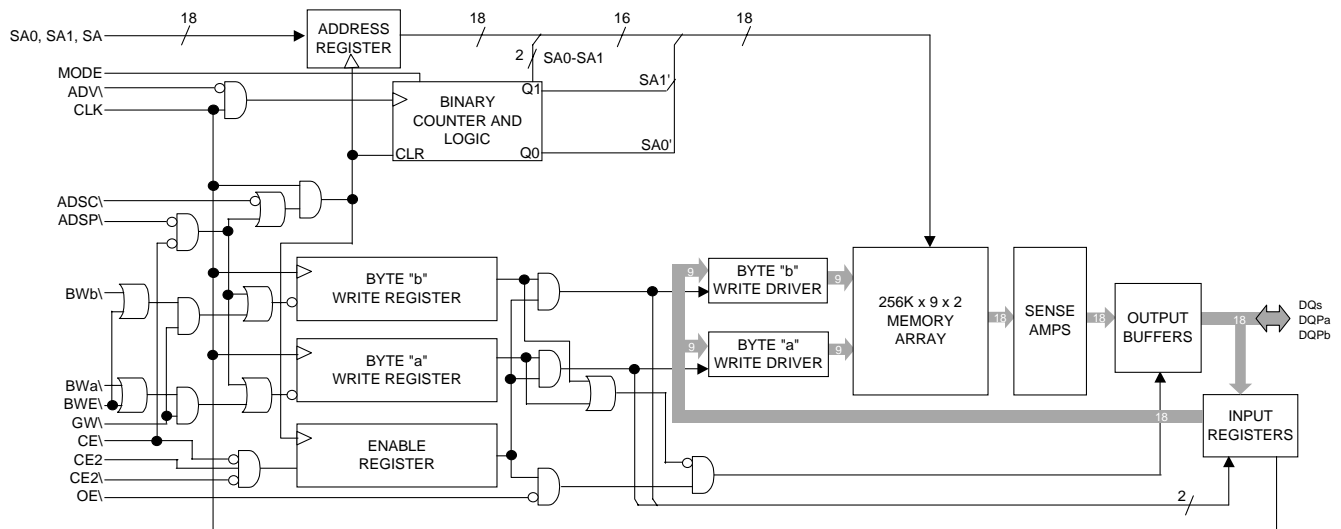 18
ADDRESS
REGISTER
18
16
18
SA0, SA1, SA
2
SA0-SA1
MODE
ADV\
CLK
BINARY
COUNTER AND
LOGIC
Q1
SA1'
CLR
Q0
SA0'
ADSC\
ADSP\
BYTE "b"
WRITE REGISTER
BWb\
9
BYTE "b"
WRITE DRIVER
9
256K x 9 x 2
MEMORY
ARRAY
18
SENSE
AMPS
18
OUTPUT
BUFFERS
18
DQs
DQPa
DQPb
BYTE "a"
WRITE REGISTER
9
BYTE "a"
WRITE DRIVER
9
BWa\
BWE\
GW\
CE\
CE2
CE2\
OE\
ENABLE
REGISTER
18
INPUT
REGISTERS
2